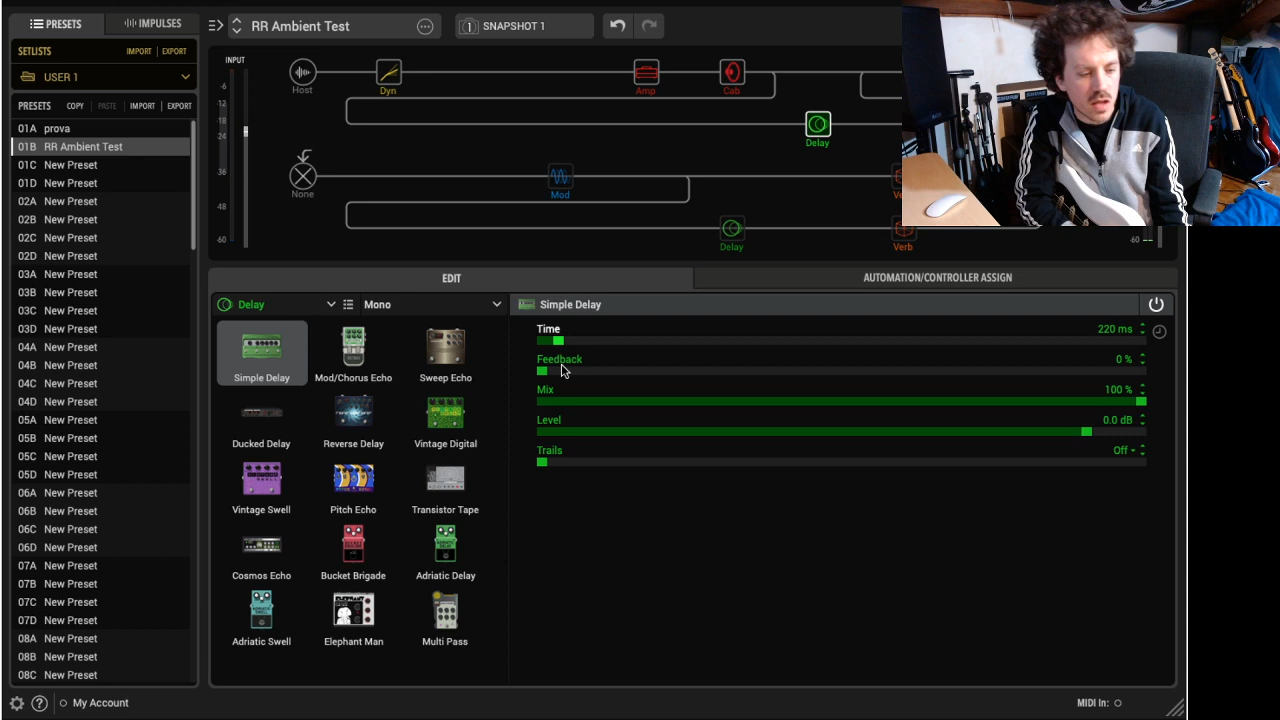 PRESETS
IMPULSES
SETLISTS
IMPORT | EXPORT
USER 1
PRESETS COPY PASTE IMPORT EXPORT
01A prova
01B RR Ambient Test
01C New Preset
01D New Preset
02A New Preset
02B New Preset
02C New Preset
02D New Preset
03A New Preset
03B New Preset
03C New Preset
03D New Preset
04A New Preset
04B New Preset
04C New Preset
04D New Preset
05A New Preset
05B New Preset
05C New Preset
05D New Preset
06A New Preset
06B New Preset
06C New Preset
06D New Preset
07A New Preset
07B New Preset
07C New Preset
07D New Preset
08A New Preset
08B New Preset
08C New Preset
My Account
RR Ambient Test
1 SNAPSHOT 1
INPUT
-6
-12
-18
-24
-36
-48
-60
Host
Dyn
Amp
Cab
Delay
None
Mod
Delay
Verb
-60
EDIT
AUTOMATION/CONTROLLER ASSIGN
Delay
Mono
Simple Delay
Simple Delay
Mod/Chorus Echo
Sweep Echo
Ducked Delay
Reverse Delay
Vintage Digital
Vintage Swell
Pitch Echo
Transistor Tape
Cosmos Echo
Bucket Brigade
Adriatic Delay
Adriatic Swell
Elephant Man
Multi Pass
Time 220 ms
Feedback 0 %
Mix 100 %
Level 0.0 dB
Trails Off
MIDI In: